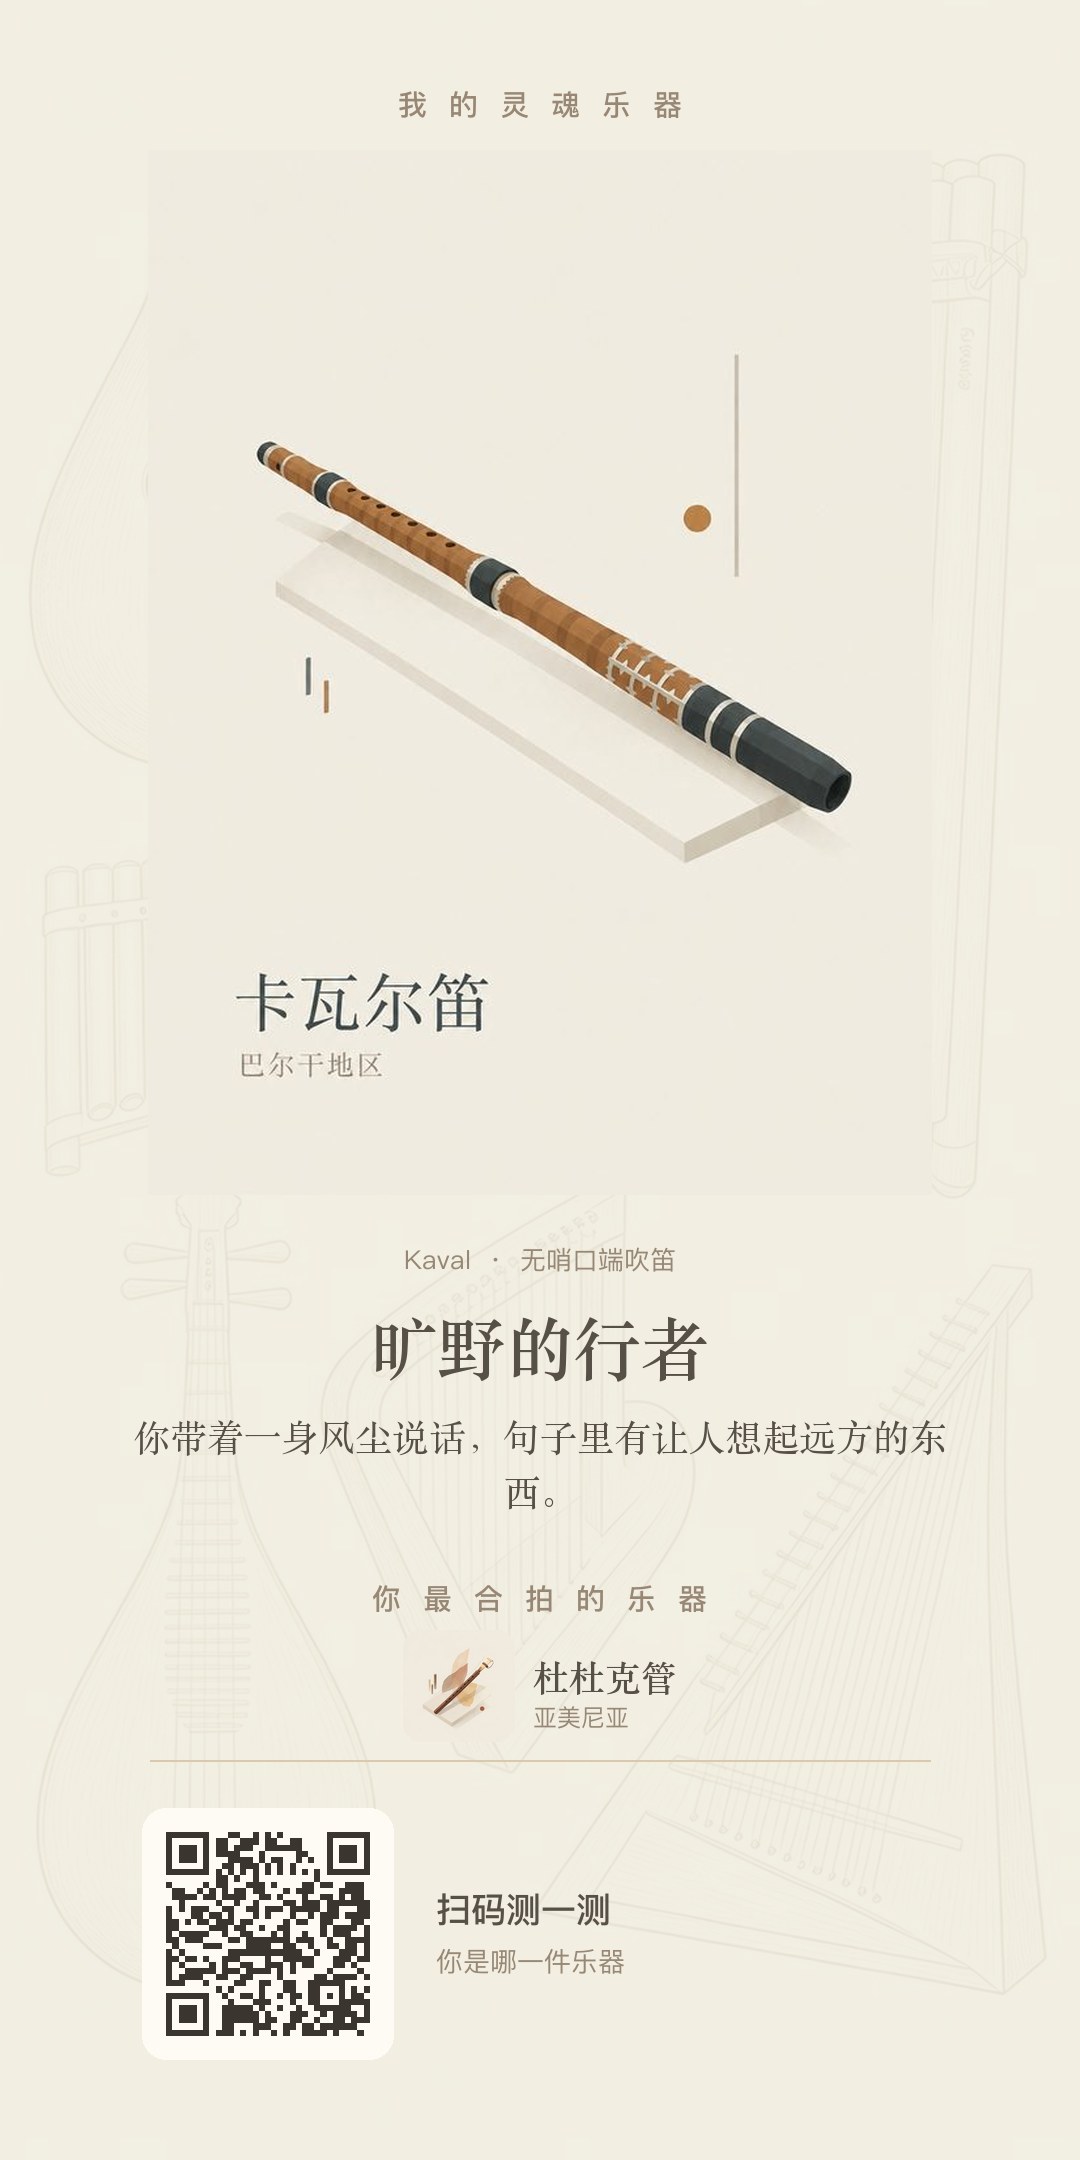 我的灵魂乐器
卡瓦尔笛
巴尔干地区
Kaval · 无哨口端吹笛
旷野的行者
你带着一身风尘说话，句子里有让人想起远方的东
西。
你最合拍的乐器
杜杜克管
亚美尼亚
扫码测一测
你是哪一件乐器